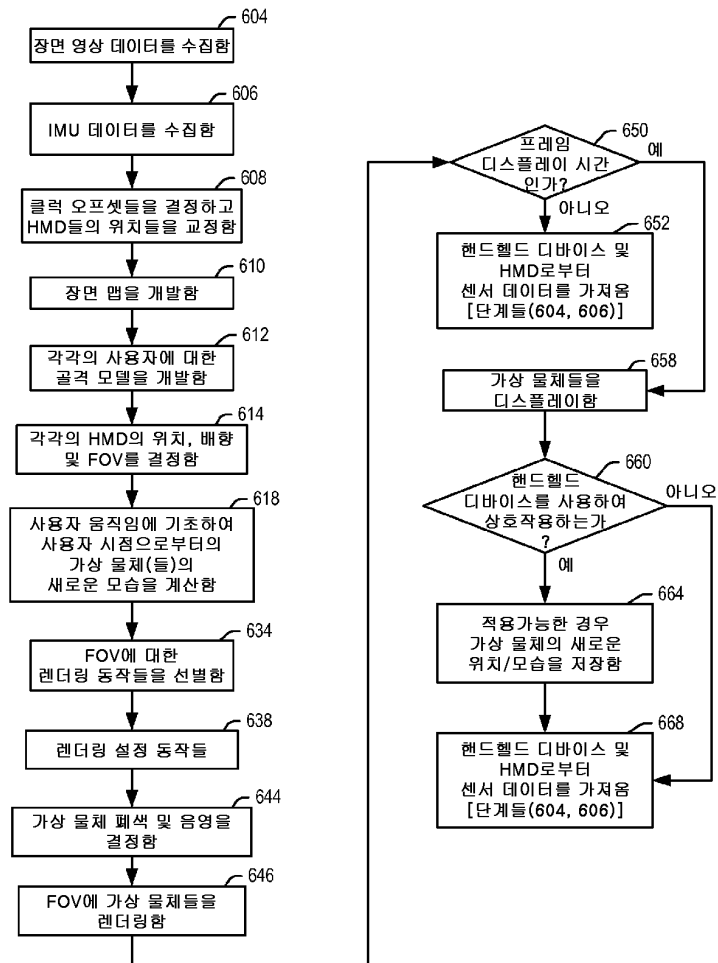 604
장면 영상 데이터를 수집함
606
IMU 데이터를 수집함
608
클럭 오프셋들을 결정하고
HMD들의 위치들을 교정함
610
장면 맵을 개발함
612
각각의 사용자에 대한
골격 모델을 개발함
614
각각의 HMD의 위치, 배향
및 FOV를 결정함
618
사용자 움직임에 기초하여
사용자 시점으로부터의
가상 물체(들)의
새로운 모습을 계산함
634
FOV에 대한
렌더링 동작들을 선별함
638
렌더링 설정 동작들
644
가상 물체 폐색 및 음영을
결정함
646
FOV에 가상 물체들을
렌더링함
650
프레임
디스플레이 시간
인가?
예
아니오
652
핸드헬드 디바이스 및
HMD로부터
센서 데이터를 가져옴
[단계들(604, 606)]
658
가상 물체들을
디스플레이함
660
핸드헬드
디바이스를 사용하여
상호작용하는가
?
아니오
예
664
적용가능한 경우
가상 물체의 새로운
위치/모습을 저장함
668
핸드헬드 디바이스 및
HMD로부터
센서 데이터를 가져옴
[단계들(604, 606)]